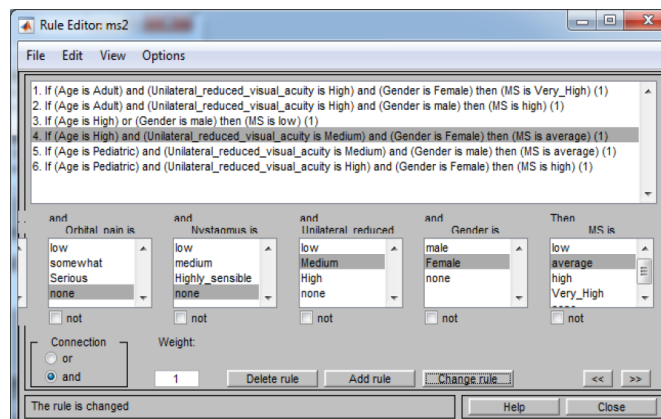 Rule Editor: ms2
File Edit View Options
1. If (Age is Adult) and (Unilateral_reduced_visual_acuity is High) and (Gender is Female) then (MS is Very_High) (1)
2. If (Age is Adult) and (Unilateral_reduced_visual_acuity is High) and (Gender is male) then (MS is high) (1)
3. If (Age is High) or (Gender is male) then (MS is low) (1)
4. If (Age is High) and (Unilateral_reduced_visual_acuity is Medium) and (Gender is Female) then (MS is average) (1)
5. If (Age is Pediatric) and (Unilateral_reduced_visual_acuity is Medium) and (Gender is male) then (MS is average) (1)
6. If (Age is Pediatric) and (Unilateral_reduced_visual_acuity is High) and (Gender is Female) then (MS is high) (1)
and and and and Then
Orbital_pain is Nystagmus is Unilateral_reduced Gender is MS is
low low low male low
somewhat medium Medium Female average
Serious Highly_sensible High none high
none none none Very_High
not not not not not
Connection Weight:
or
and 1 Delete rule Add rule Change rule << >>
The rule is changed Help Close